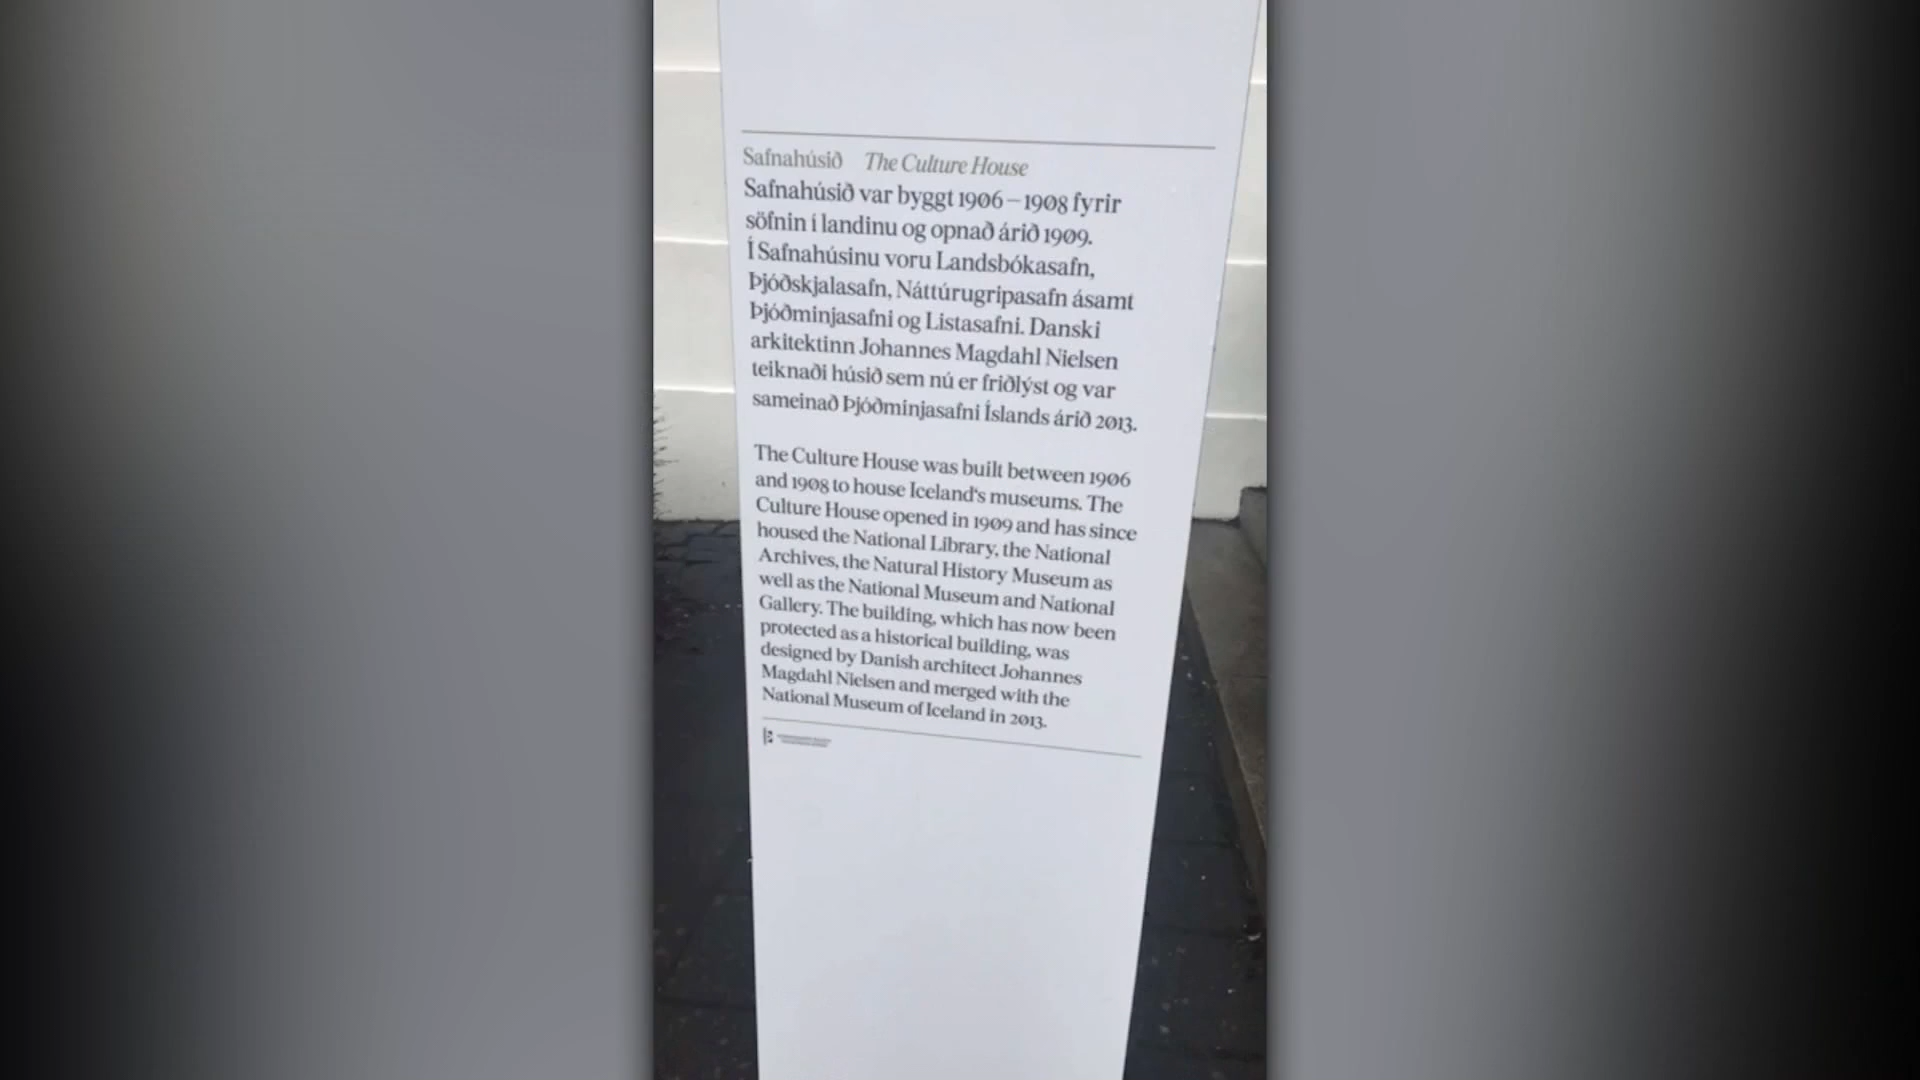 Safnahúsið The Culture House
Safnahúsið var byggt 1906 – 1908 fyrir
söfnin í landinu og opnað árið 1909.
Í Safnahúsinu voru Landsbókasafn,
Þjóðskjalasafn, Náttúrugripasafn ásamt
Þjóðminjasafni og Listasafni. Danski
arkitektinn Johannes Magdahl Nielsen
teiknaði húsið sem nú er friðlýst og var
sameinað Þjóðminjasafni Íslands árið 2013.
The Culture House was built between 1906
and 1908 to house Iceland‘s museums. The
Culture House opened in 1909 and has since
housed the National Library, the National
Archives, the Natural History Museum as
well as the National Museum and National
Gallery. The building, which has now been
protected as a historical building, was
designed by Danish architect Johannes
Magdahl Nielsen and merged with the
National Museum of Iceland in 2013.